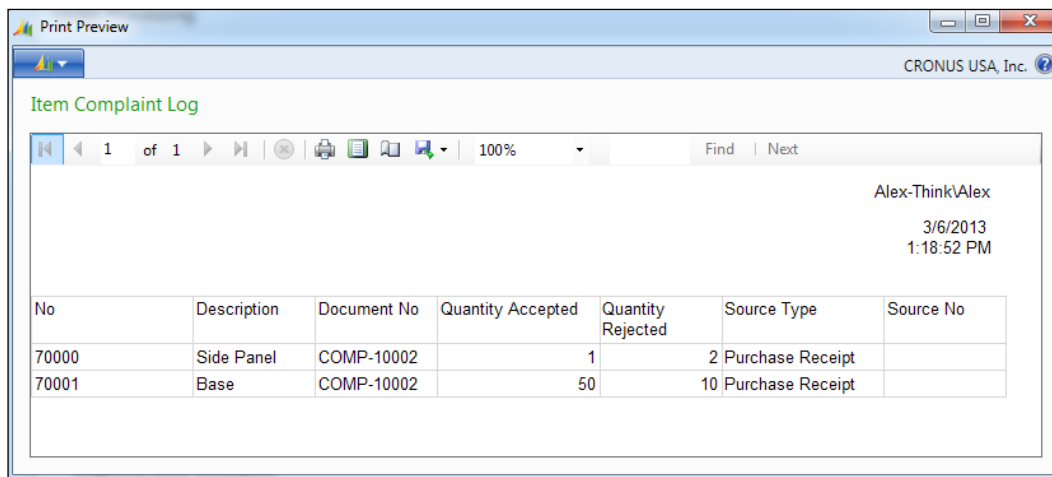 Print Preview
CRONUS USA, Inc.
Item Complaint Log
1 of 1 100% Find | Next
Alex-Think\Alex
3/6/2013
1:18:52 PM
No Description Document No Quantity Accepted Quantity Rejected Source Type Source No
70000 Side Panel COMP-10002 1 2 Purchase Receipt
70001 Base COMP-10002 50 10 Purchase Receipt